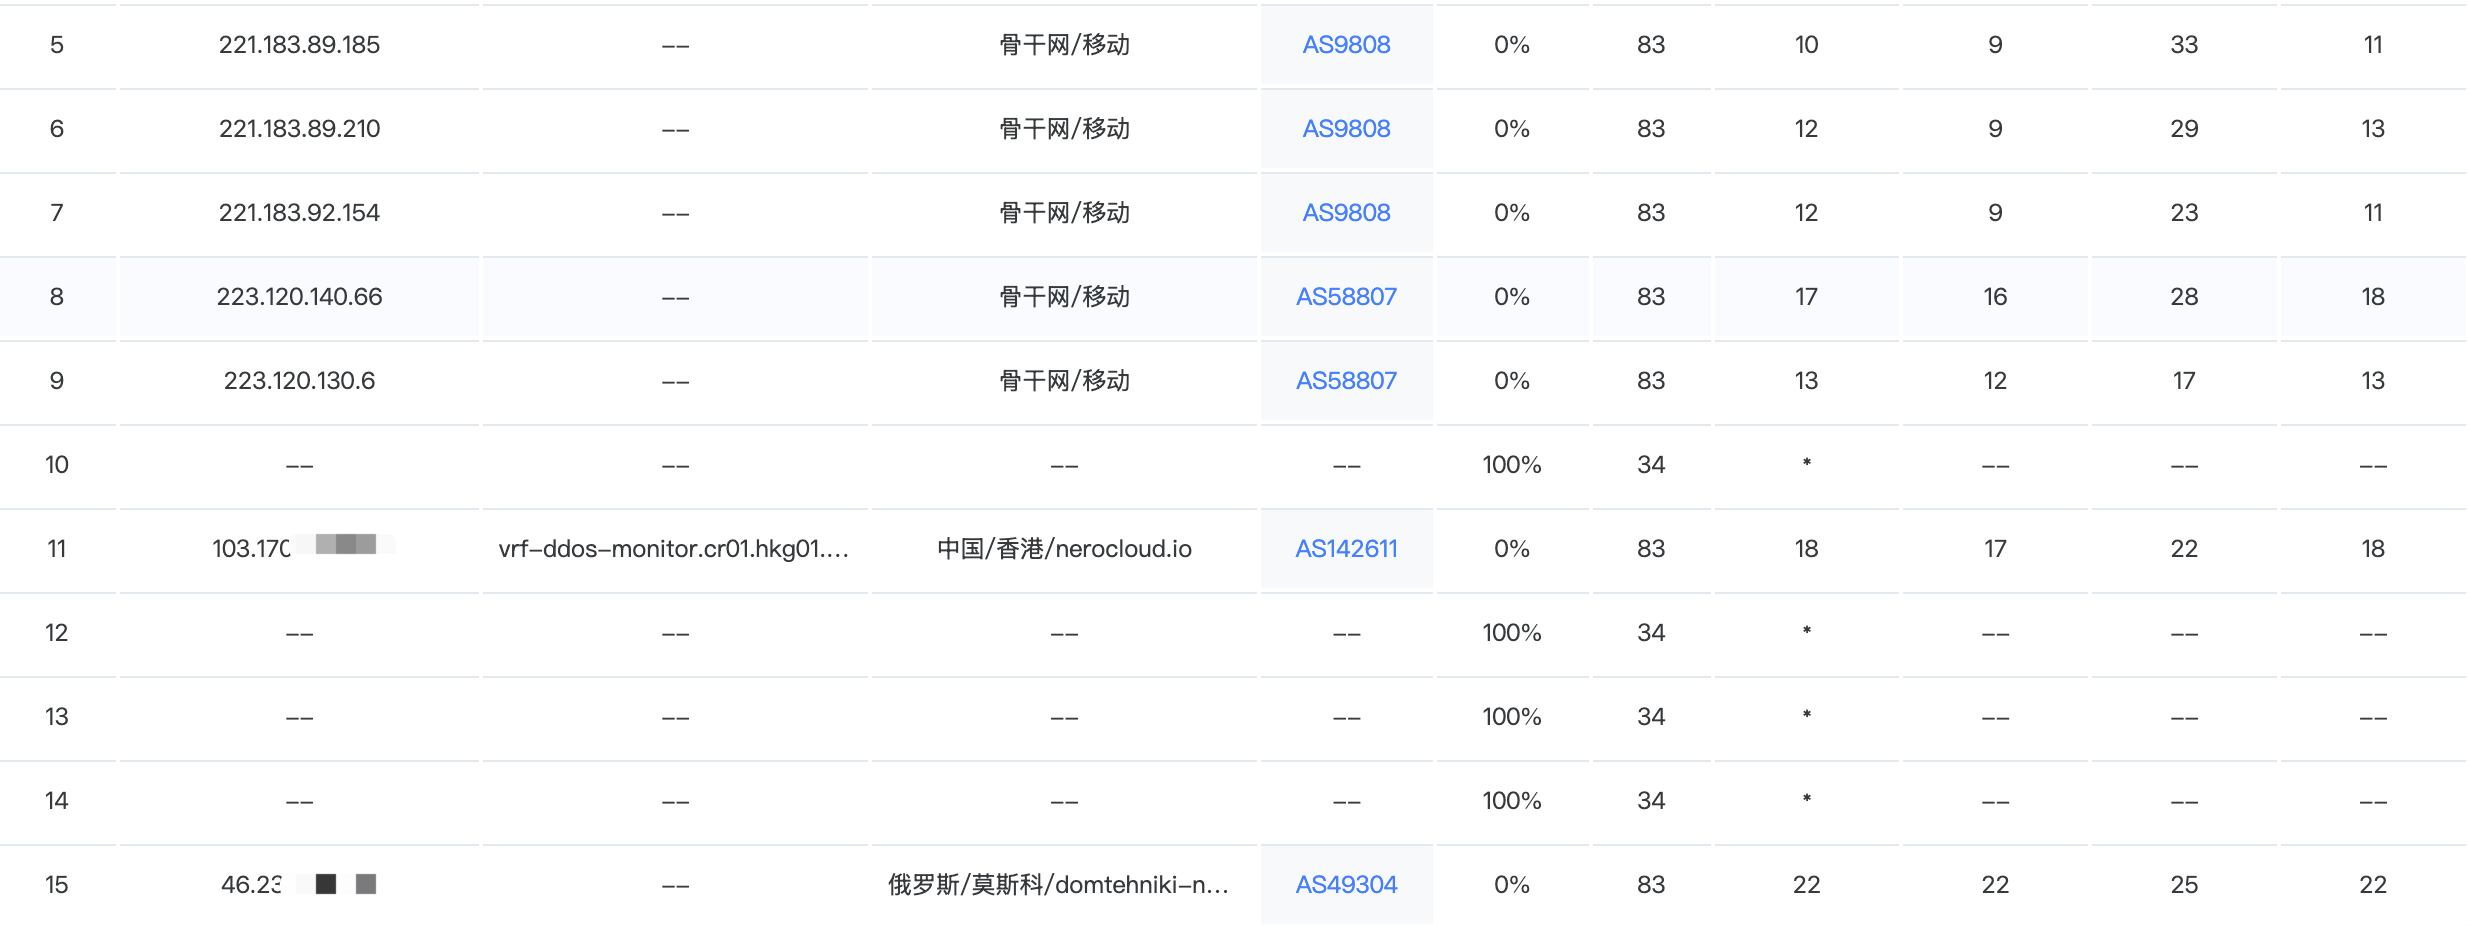 5 221.183.89.185 -- 骨干网/移动 AS9808 0% 83 10 9 33 11
6 221.183.89.210 -- 骨干网/移动 AS9808 0% 83 12 9 29 13
7 221.183.92.154 -- 骨干网/移动 AS9808 0% 83 12 9 23 11
8 223.120.140.66 -- 骨干网/移动 AS58807 0% 83 17 16 28 18
9 223.120.130.6 -- 骨干网/移动 AS58807 0% 83 13 12 17 13
10 -- -- -- -- 100% 34 * -- -- --
11 103.170 vrf-ddos-monitor.cr01.hkg01.... 中国/香港/nerocloud.io AS142611 0% 83 18 17 22 18
12 -- -- -- -- 100% 34 * -- -- --
13 -- -- -- -- 100% 34 * -- -- --
14 -- -- -- -- 100% 34 * -- -- --
15 46.23 -- 俄罗斯/莫斯科/domtehniki-n... AS49304 0% 83 22 22 25 22